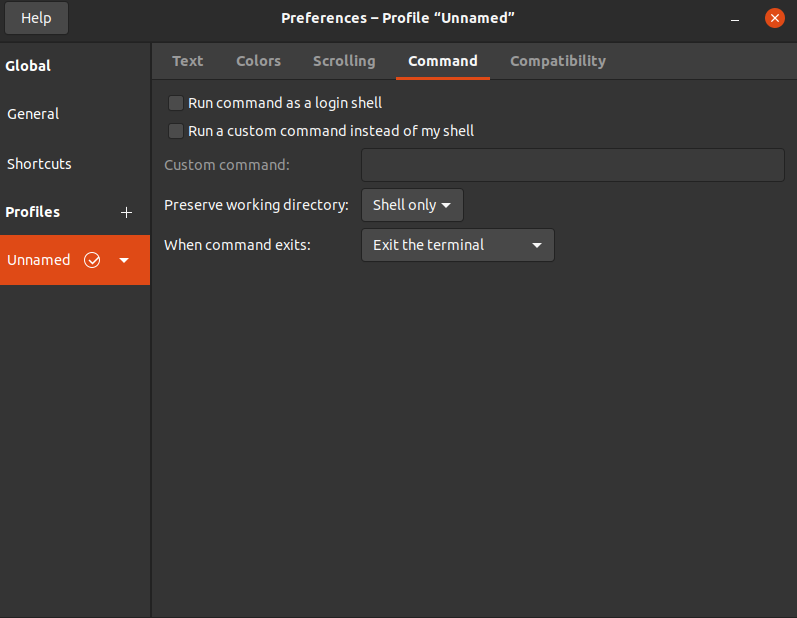 Help
Preferences – Profile “Unnamed”
Global
General
Shortcuts
Profiles
Unnamed
Text Colors Scrolling Command Compatibility
Run command as a login shell
Run a custom command instead of my shell
Custom command:
Preserve working directory: Shell only
When command exits: Exit the terminal